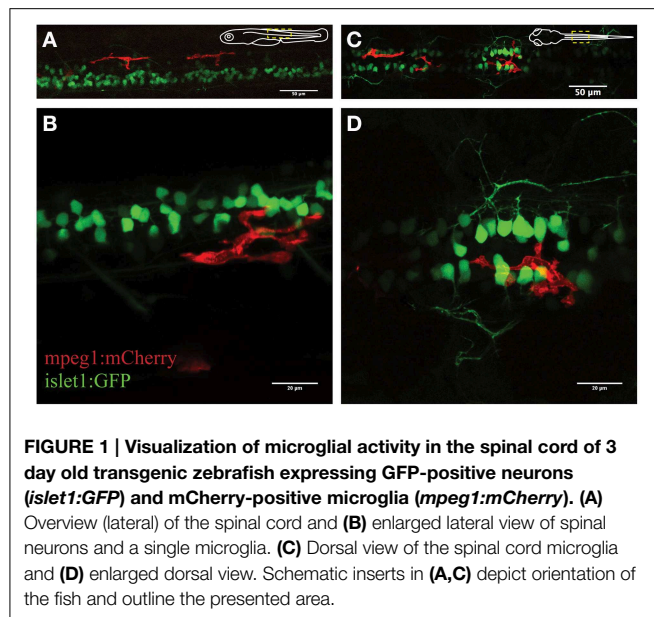 A
C
50 µm
50 µm
B
D
mpeg1:mCherry
islet1:GFP
20 µm
20 µm
FIGURE 1 | Visualization of microglial activity in the spinal cord of 3
day old transgenic zebrafish expressing GFP-positive neurons
(islet1:GFP) and mCherry-positive microglia (mpeg1:mCherry). (A)
Overview (lateral) of the spinal cord and (B) enlarged lateral view of spinal
neurons and a single microglia. (C) Dorsal view of the spinal cord microglia
and (D) enlarged dorsal view. Schematic inserts in (A,C) depict orientation of
the fish and outline the presented area.